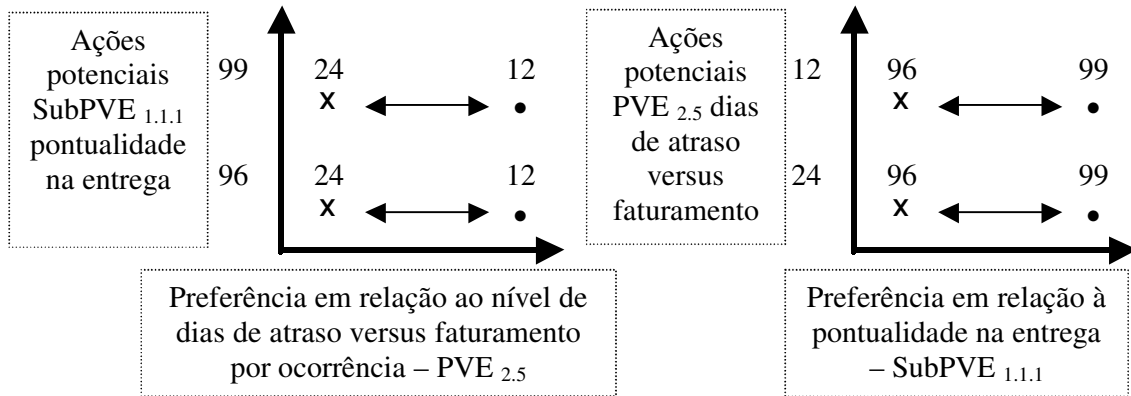 Ações
potenciais
SubPVE 1.1.1
pontualidade
na entrega
99 24 12
x
96 24 12
x
Preferência em relação ao nível de
dias de atraso versus faturamento
por ocorrência – PVE 2.5
Ações
potenciais
PVE 2.5 dias
de atraso
versus
faturamento
12 96 99
x
24 96 99
x
Preferência em relação à
pontualidade na entrega
– SubPVE 1.1.1